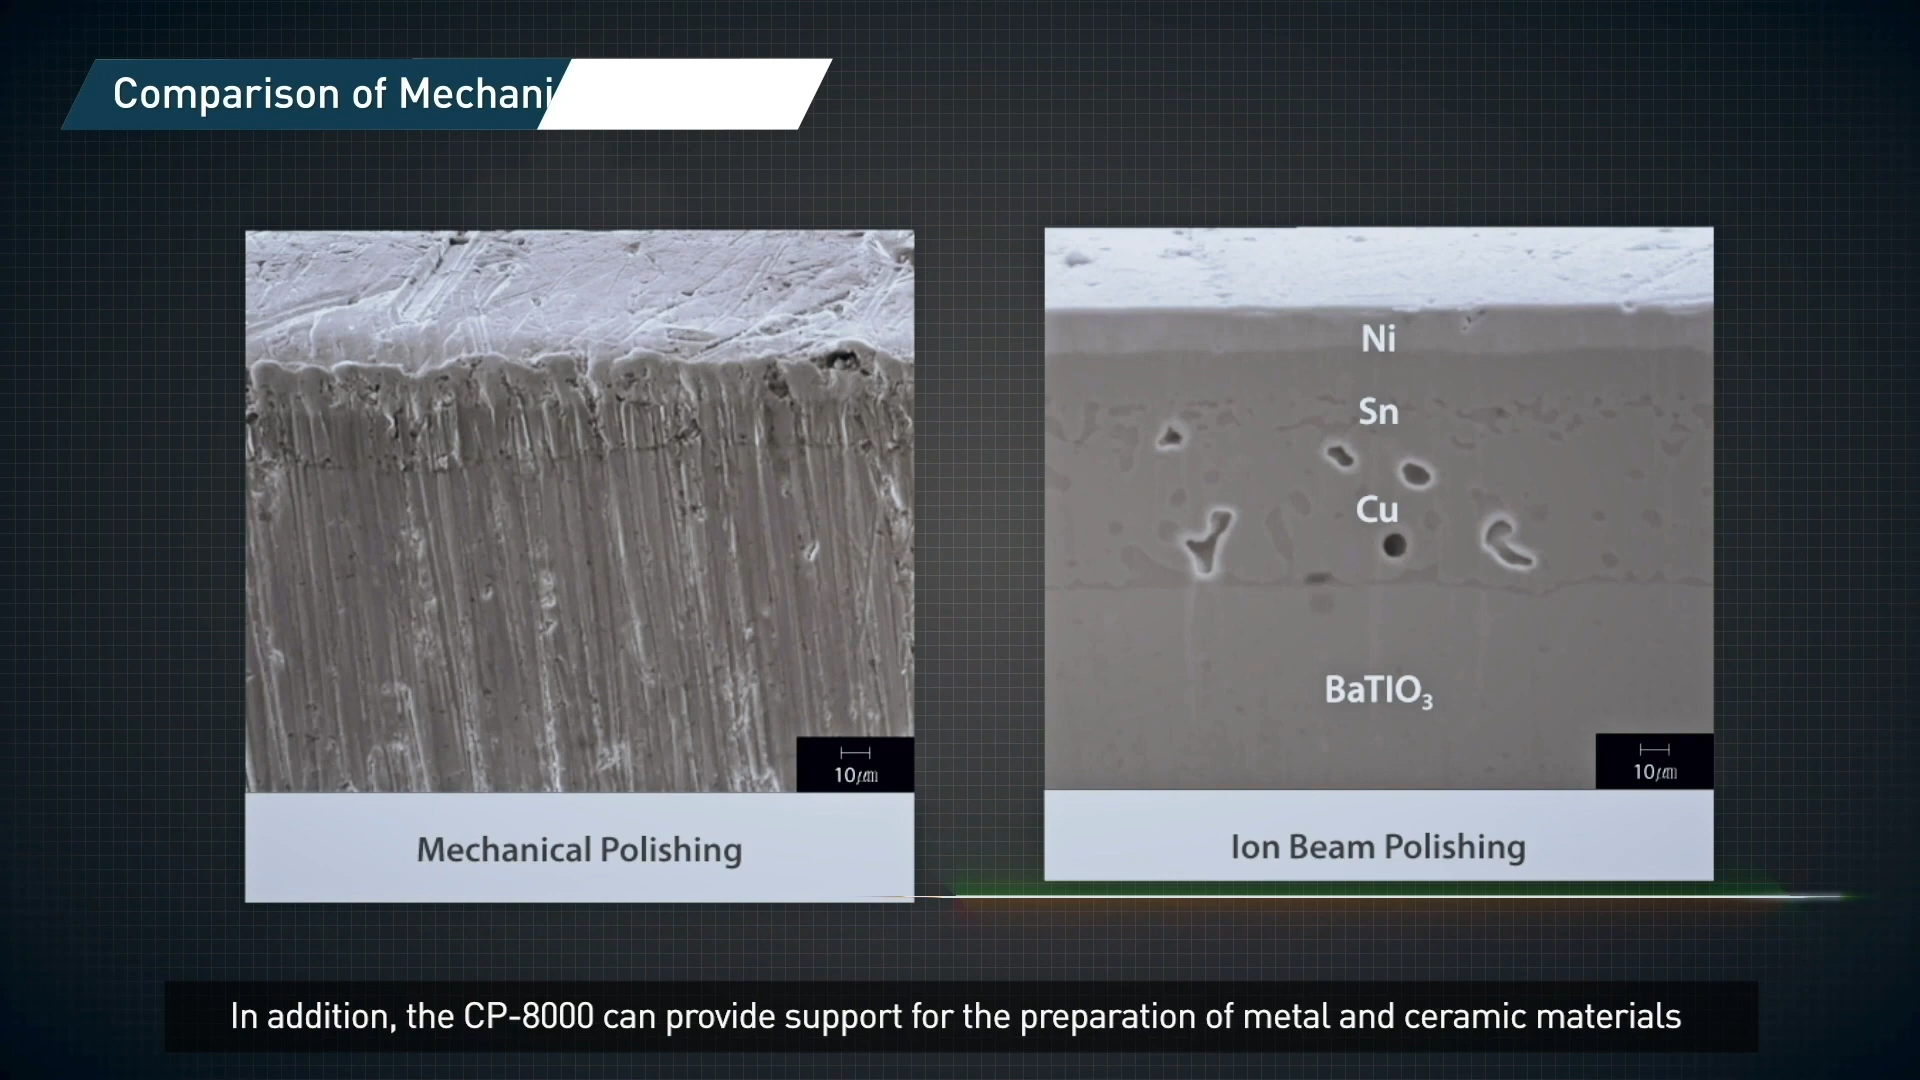 Comparison of Mechani
Ni
Sn
Cu
BaTIO₃
10㎛
10㎛
Mechanical Polishing
Ion Beam Polishing
In addition, the CP-8000 can provide support for the preparation of metal and ceramic materials